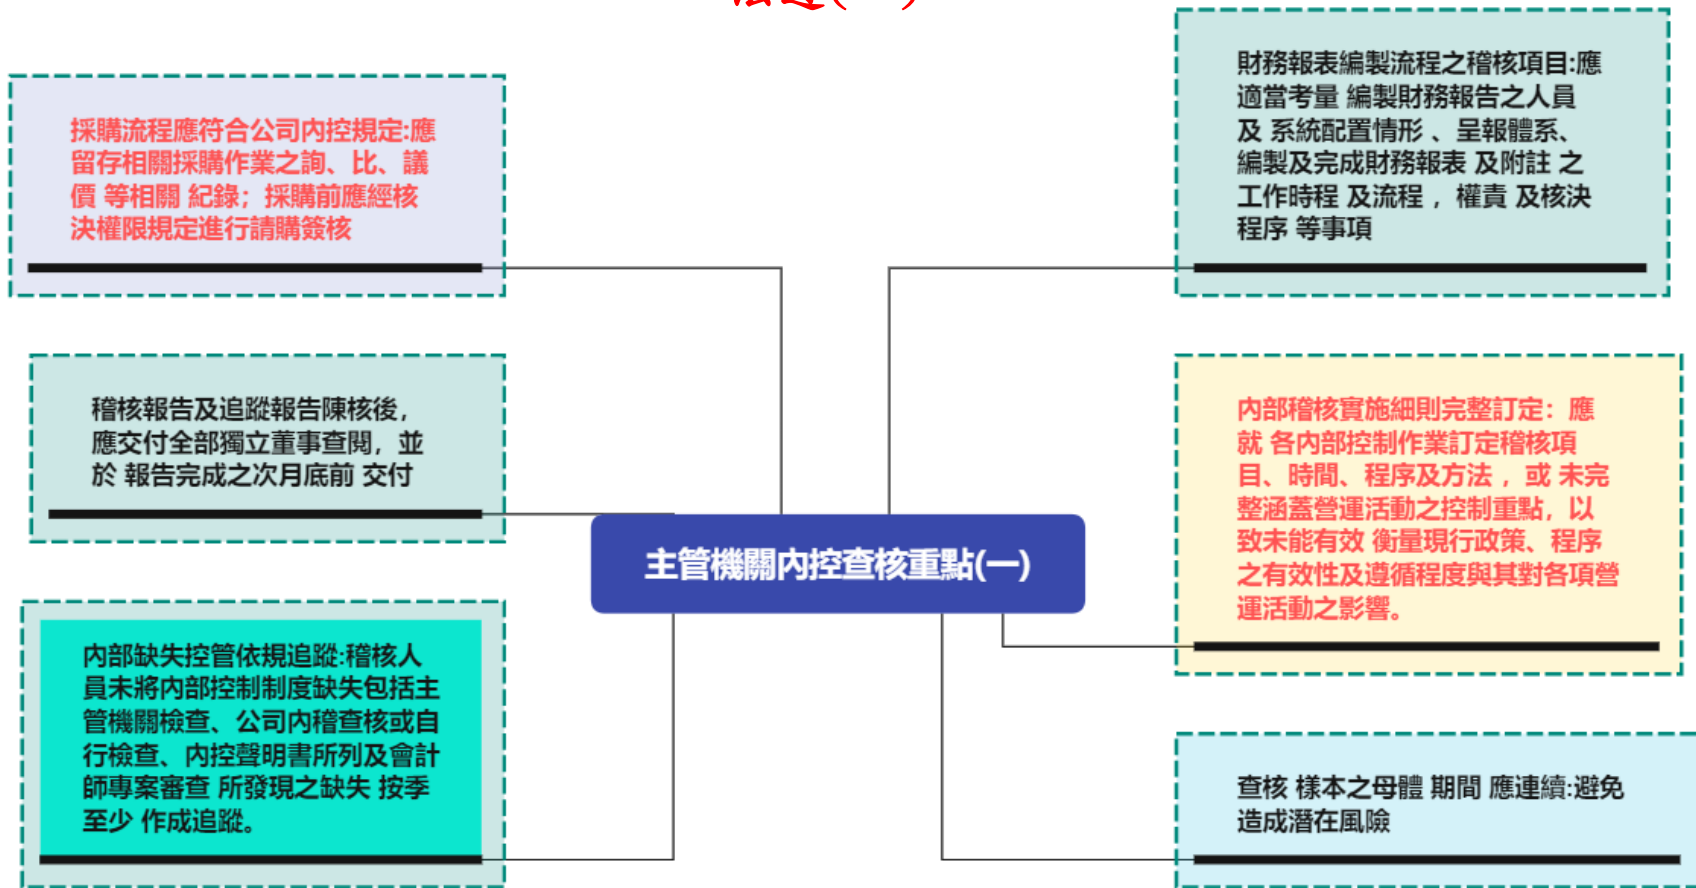 採購流程應符合公司內控規定:應
留存相關採購作業之詢、比、議
價 等相關 紀錄；採購前應經核
決權限規定進行請購簽核
稽核報告及追蹤報告陳核後，
應交付全部獨立董事查閱，並
於 報告完成之次月底前 交付
內部缺失控管依規追蹤:稽核人
員未將內部控制制度缺失包括主
管機關檢查、公司內稽查核或自
行檢查、內控聲明書所列及會計
師專案審查 所發現之缺失 按季
至少 作成追蹤。
主管機關內控查核重點(一)
財務報表編製流程之稽核項目:應
適當考量 編製財務報告之人員
及 系統配置情形 、呈報體系、
編製及完成財務報表 及附註 之
工作時程 及流程 ，權責 及核決
程序 等事項
內部稽核實施細則完整訂定：應
就 各內部控制作業訂定稽核項
目、時間、程序及方法 ，或 未完
整涵蓋營運活動之控制重點，以
致未能有效 衡量現行政策、程序
之有效性及遵循程度與其對各項營
運活動之影響。
查核 樣本之母體 期間 應連續:避免
造成潛在風險